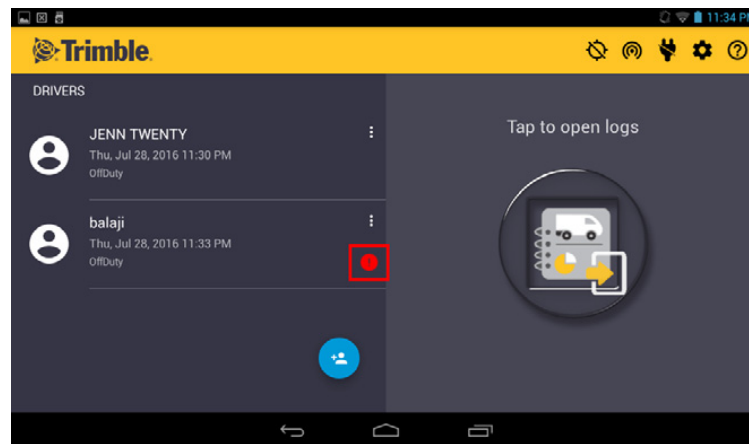 11:34 P
Trimble.
DRIVERS
JENN TWENTY
Thu, Jul 28, 2016 11:30 PM
OffDuty
balaji
Thu, Jul 28, 2016 11:33 PM
OffDuty
Tap to open logs